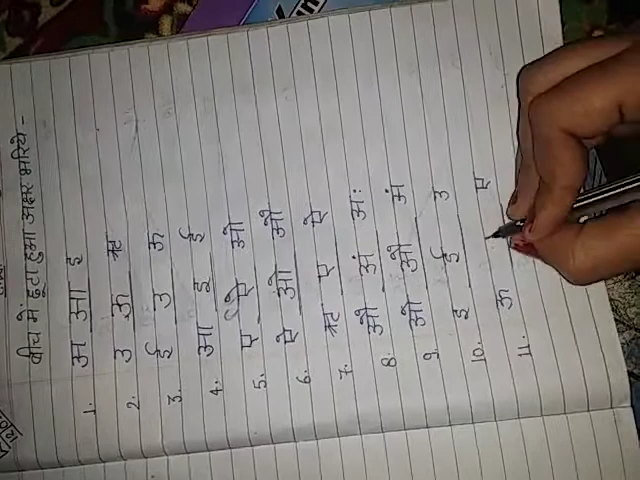 बीच में छूटा हुआ अक्षर भरिये -
1. अ आ इ
2. उ ऊ ऋ
3. ई उ ऊ
4. आ इ ई
5. ए ऐ ओ
6. ऐ ओ औ
7. ऋ ए ऐ
8. औ अं अः
9. ओ औ अं
10. इ ई उ
11. ऊ ए